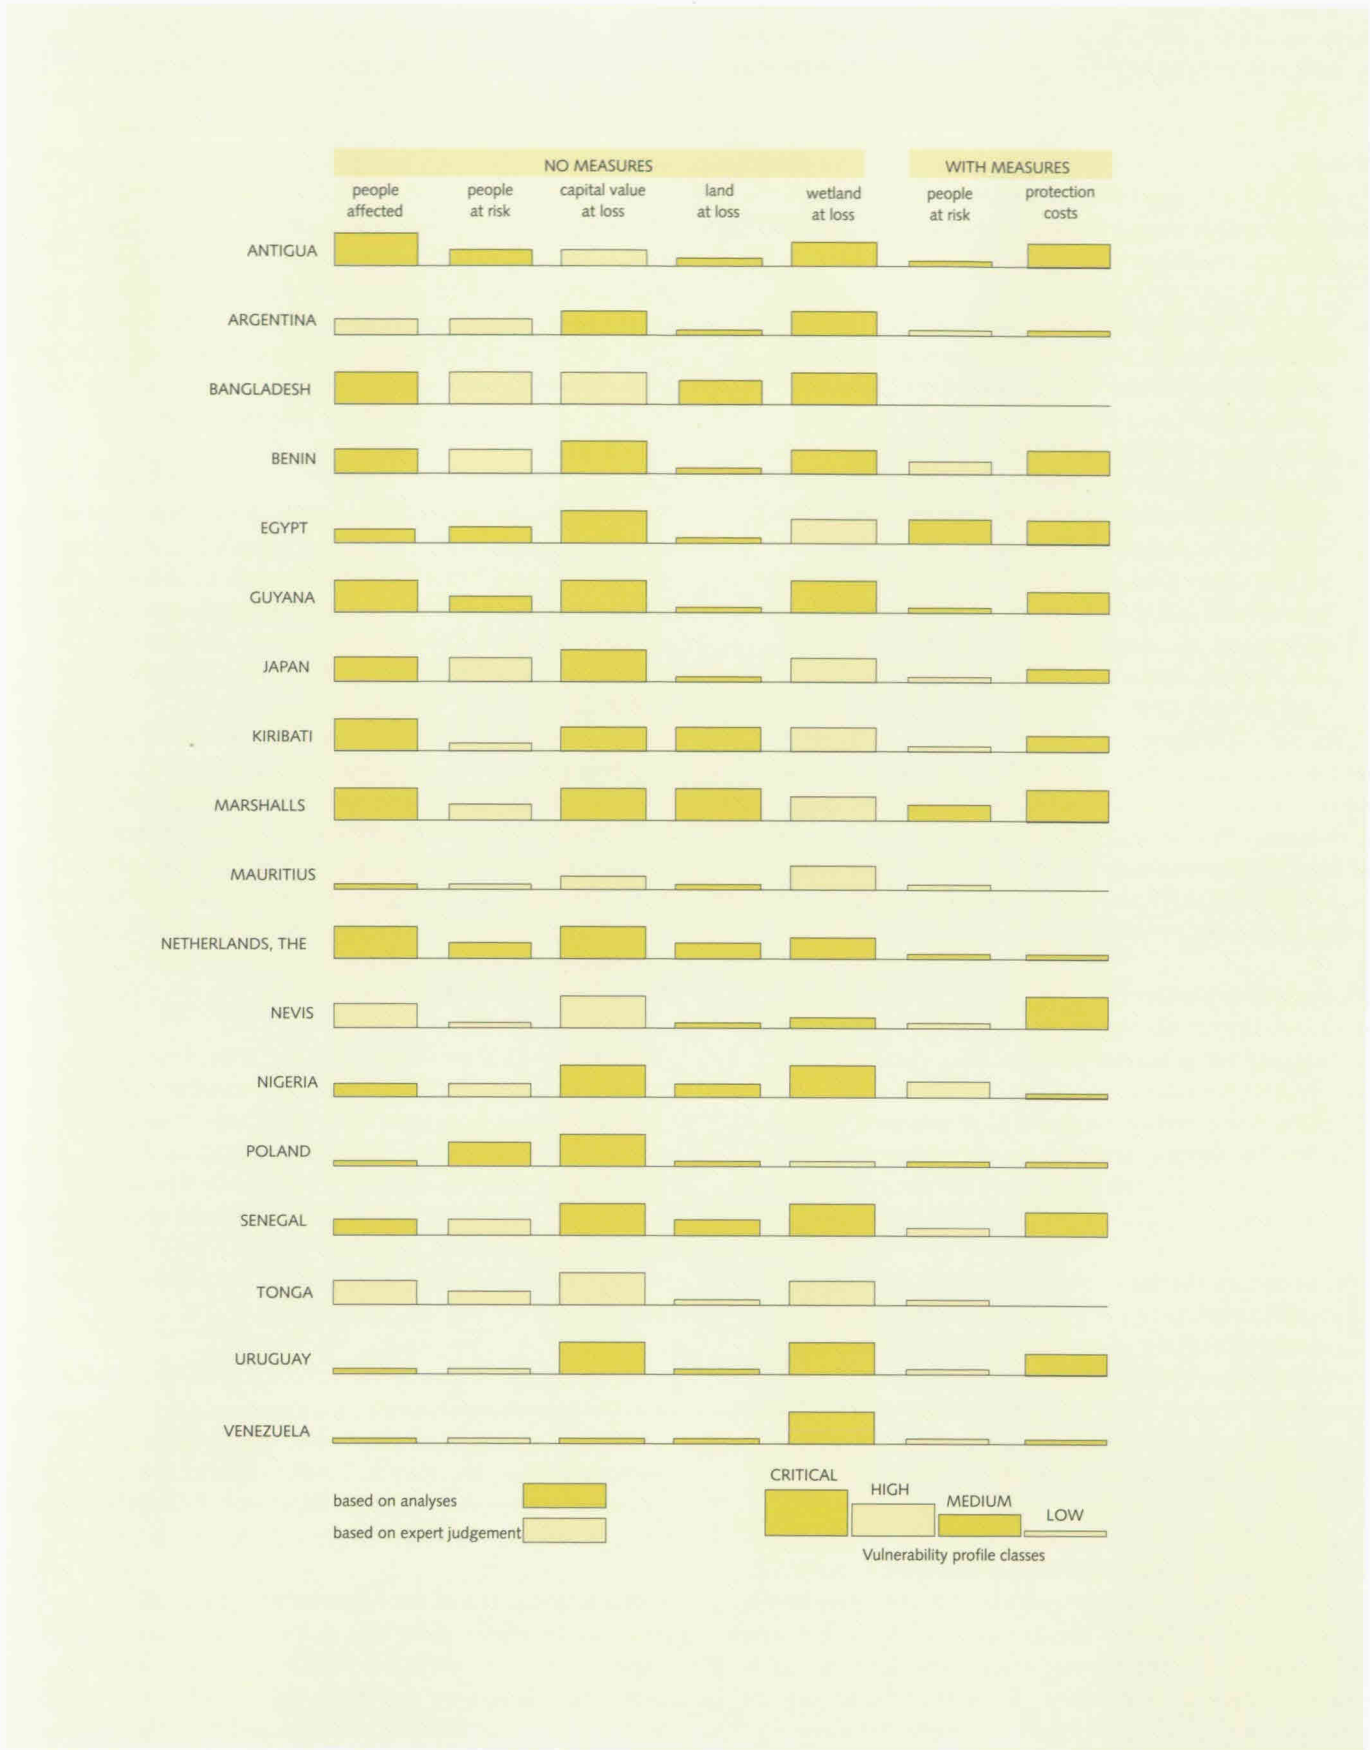 NO MEASURES WITH MEASURES
people people capital value land wetland people protection
affected at risk at loss at loss at loss at risk costs
ANTIGUA
ARGENTINA
BANGLADESH
BENIN
EGYPT
GUYANA
JAPAN
KIRIBATI
MARSHALLS
MAURITIUS
NETHERLANDS, THE
NEVIS
NIGERIA
POLAND
SENEGAL
TONGA
URUGUAY
VENEZUELA
based on analyses
based on expert judgement
CRITICAL
HIGH
MEDIUM
LOW
Vulnerability profile classes